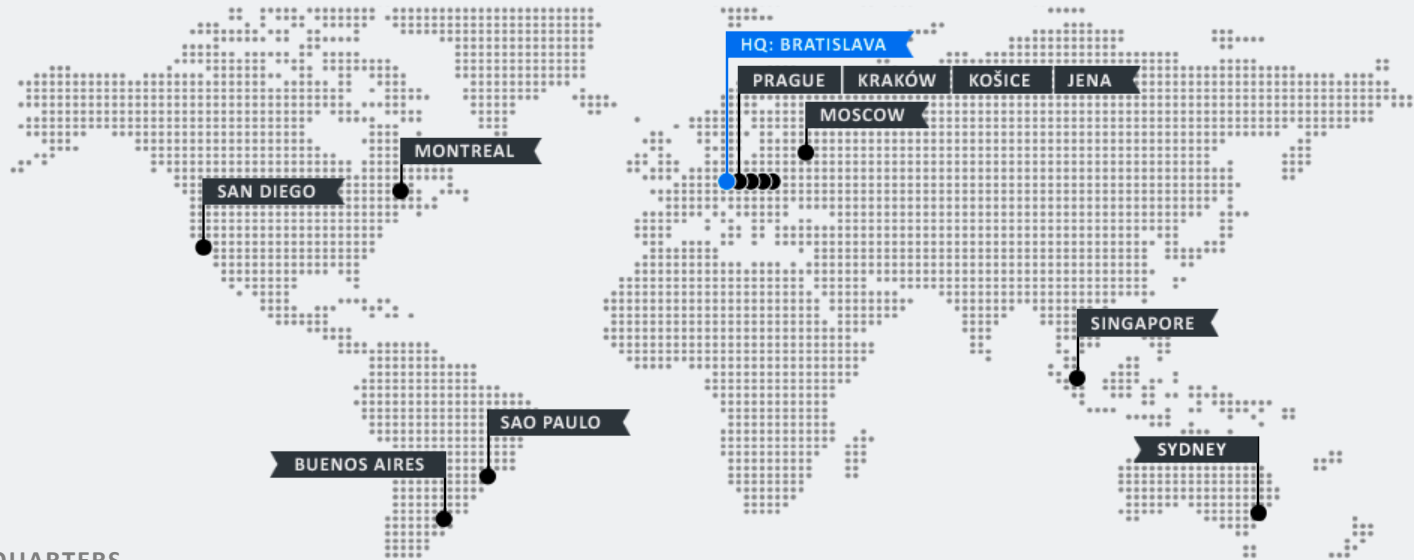 HQ: BRATISLAVA
PRAGUE KRAKÓW KOŠICE JENA
MOSCOW
MONTREAL
SAN DIEGO
SINGAPORE
SAO PAULO
SYDNEY
BUENOS AIRES